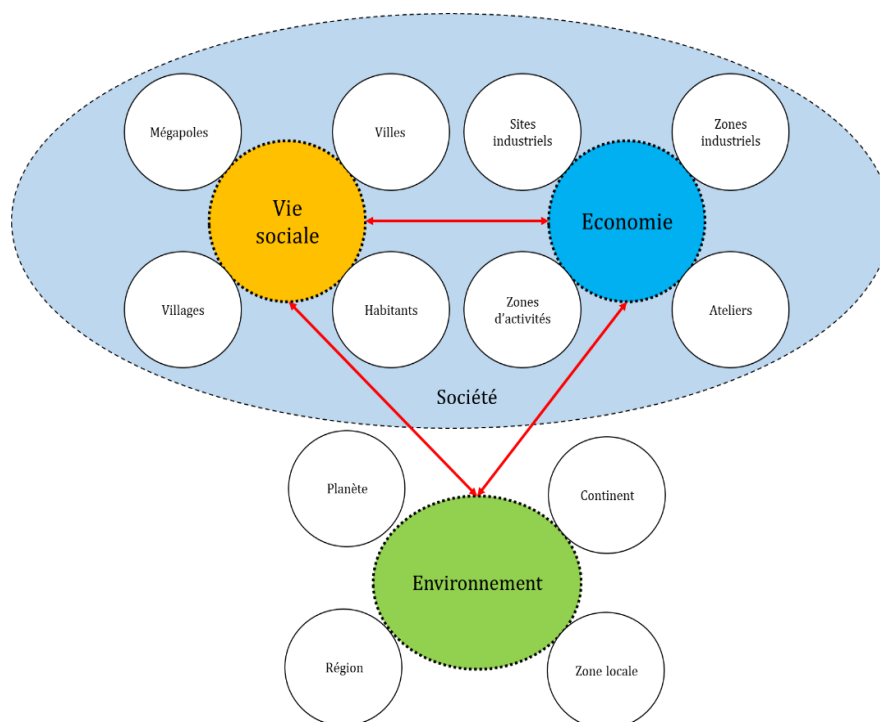 Mégapoles
Villes
Sites
industriels
Zones
industriels
Vie
sociale
Economie
Villages
Habitants
Zones
d'activités
Ateliers
Société
Planète
Continent
Environnement
Région
Zone locale